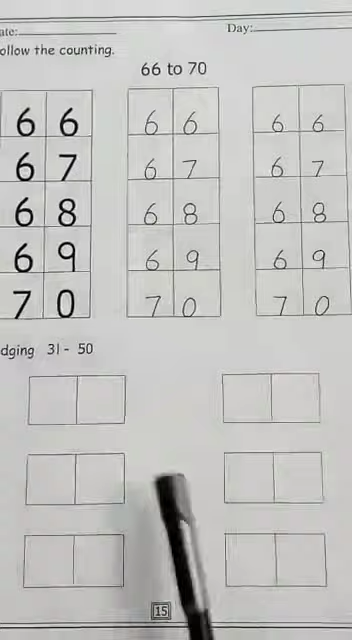 ate: Day:
ollow the counting.
66 to 70
6 6 6 6 6 6
6 7 6 7 6 7
6 8 6 8 6 8
6 9 6 9 6 9
7 0 7 0 7 0
dging 31 - 50
15